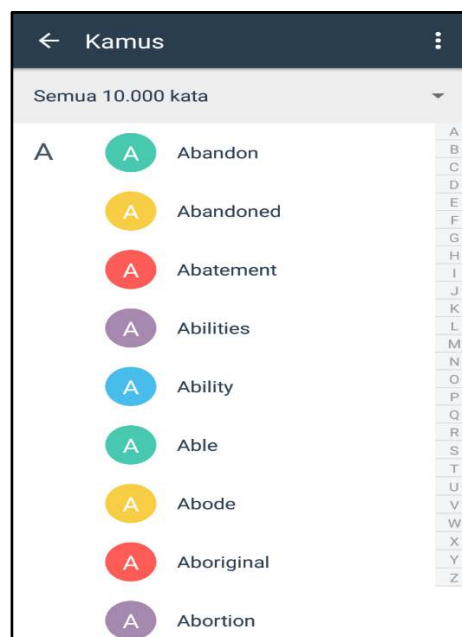 Kamus
Semua 10.000 kata
A
A Abandon
A Abandoned
A Abatement
A Abilities
A Ability
A Able
A Abode
A Aboriginal
A Abortion
A
B
C
D
E
F
G
H
I
J
K
L
M
N
O
P
Q
R
S
T
U
V
W
X
Y
Z